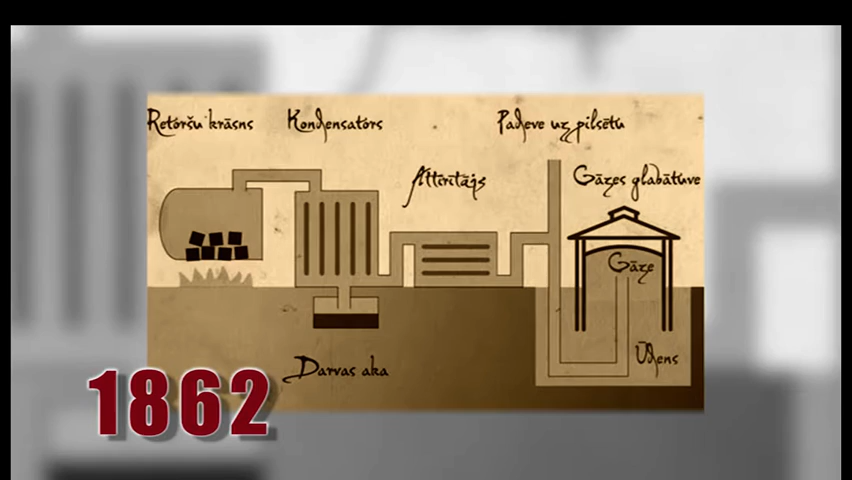 Retoršu krāsns
Kondensators
Padeve uz pilsētu
Attīrītājs
Gāzes glabātuve
Gāze
Ūdens
Darvas aka
1862